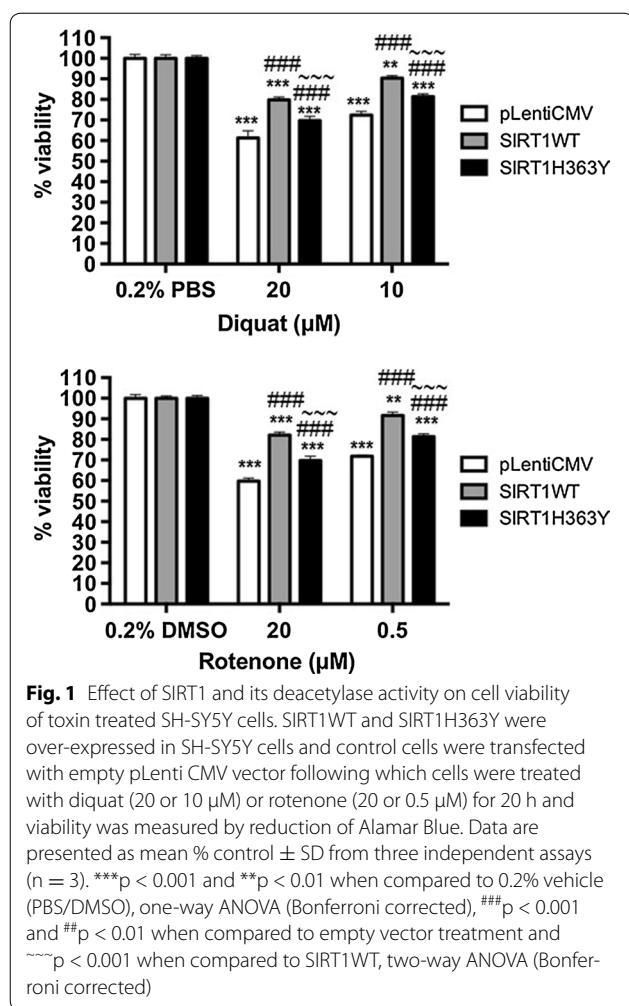 110
100
90
80
70
60
50
40
30
20
10
0
% viability
***
###
***
~~~
###
***
***
###
**
~~~
###
***
pLentiCMV
SIRT1WT
SIRT1H363Y
0.2% PBS 20 10
Diquat (µM)
110
100
90
80
70
60
50
40
30
20
10
0
% viability
***
###
***
~~~
###
***
***
###
**
~~~
###
***
pLentiCMV
SIRT1WT
SIRT1H363Y
0.2% DMSO 20 0.5
Rotenone (µM)
Fig. 1 Effect of SIRT1 and its deacetylase activity on cell viability
of toxin treated SH-SY5Y cells. SIRT1WT and SIRT1H363Y were
over-expressed in SH-SY5Y cells and control cells were transfected
with empty pLenti CMV vector following which cells were treated
with diquat (20 or 10 μM) or rotenone (20 or 0.5 μM) for 20 h and
viability was measured by reduction of Alamar Blue. Data are
presented as mean % control ± SD from three independent assays
(n = 3). ***p < 0.001 and **p < 0.01 when compared to 0.2% vehicle
(PBS/DMSO), one-way ANOVA (Bonferroni corrected), ###p < 0.001
and ##p < 0.01 when compared to empty vector treatment and
~~~p < 0.001 when compared to SIRT1WT, two-way ANOVA (Bonfer-
roni corrected)